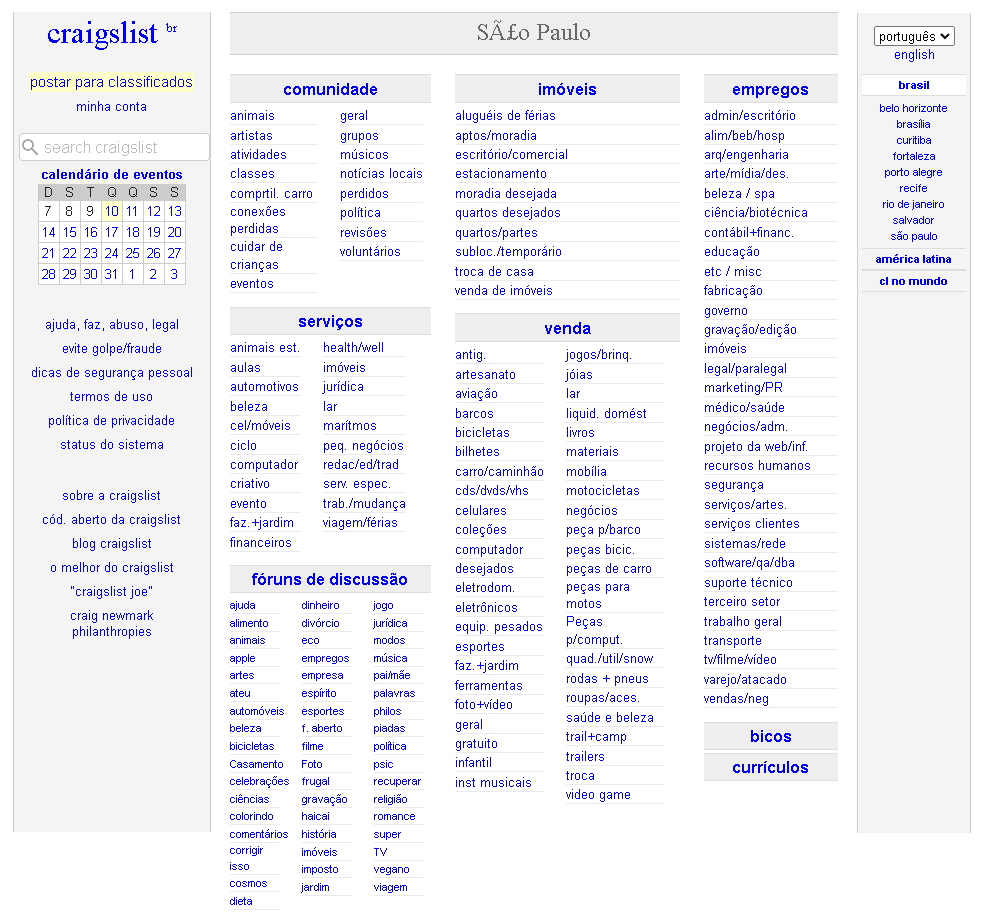 craigslist br
postar para classificados
minha conta
search craigslist
calendário de eventos
D S T Q Q S S
7 8 9 10 11 12 13
14 15 16 17 18 19 20
21 22 23 24 25 26 27
28 29 30 31 1 2 3
ajuda, faz, abuso, legal
evite golpe/fraude
dicas de segurança pessoal
termos de uso
política de privacidade
status do sistema
sobre a craigslist
cód. aberto da craigslist
blog craigslist
o melhor do craigslist
"craigslist joe"
craig newmark
philanthropies
SÃ£o Paulo
comunidade
animais
artistas
atividades
classes
comprtil. carro
conexões
perdidas
cuidar de
crianças
eventos
geral
grupos
músicos
notícias locais
perdidos
política
revisões
voluntários
serviços
animais est.
aulas
automotivos
beleza
cel/móveis
ciclo
computador
criativo
evento
faz.+jardim
financeiros
health/well
imóveis
jurídica
lar
marítmos
peq. negócios
redac/ed/trad
serv. espec.
trab./mudança
viagem/férias
fóruns de discussão
ajuda
alimento
animais
apple
artes
ateu
automóveis
beleza
bicicletas
Casamento
celebrações
ciências
colorindo
comentários
corrigir
isso
cosmos
dieta
dinheiro
divórcio
eco
empregos
empresa
espírito
esportes
f. aberto
filme
Foto
frugal
gravação
haicai
história
imóveis
imposto
jardim
jogo
jurídica
modos
música
pai/mãe
palavras
philos
piadas
política
psic
recuperar
religião
romance
super
TV
vegano
viagem
imóveis
aluguéis de férias
aptos/moradia
escritório/comercial
estacionamento
moradia desejada
quartos desejados
quartos/partes
subloc./temporário
troca de casa
venda de imóveis
venda
antig.
artesanato
aviação
barcos
bicicletas
bilhetes
carro/caminhão
cds/dvds/vhs
celulares
coleções
computador
desejados
eletrodom.
eletrônicos
equip. pesados
esportes
faz.+jardim
ferramentas
foto+vídeo
geral
gratuito
infantil
inst musicais
jogos/brinq.
jóias
lar
liquid. domést
livros
materiais
mobília
motocicletas
negócios
peça p/barco
peças bicic.
peças de carro
peças para
motos
Peças
p/comput.
quad./util/snow
rodas + pneus
roupas/aces.
saúde e beleza
trail+camp
trailers
troca
video game
empregos
admin/escritório
alim/beb/hosp
arq/engenharia
arte/mídia/des.
beleza / spa
ciência/biotécnica
contábil+financ.
educação
etc / misc
fabricação
governo
gravação/edição
imóveis
legal/paralegal
marketing/PR
médico/saúde
negócios/adm.
projeto da web/inf.
recursos humanos
segurança
serviços/artes.
serviços clientes
sistemas/rede
software/qa/dba
suporte técnico
terceiro setor
trabalho geral
transporte
tv/filme/vídeo
varejo/atacado
vendas/neg
bicos
currículos
português
english
brasil
belo horizonte
brasília
curitiba
fortaleza
porto alegre
recife
rio de janeiro
salvador
são paulo
américa latina
cl no mundo